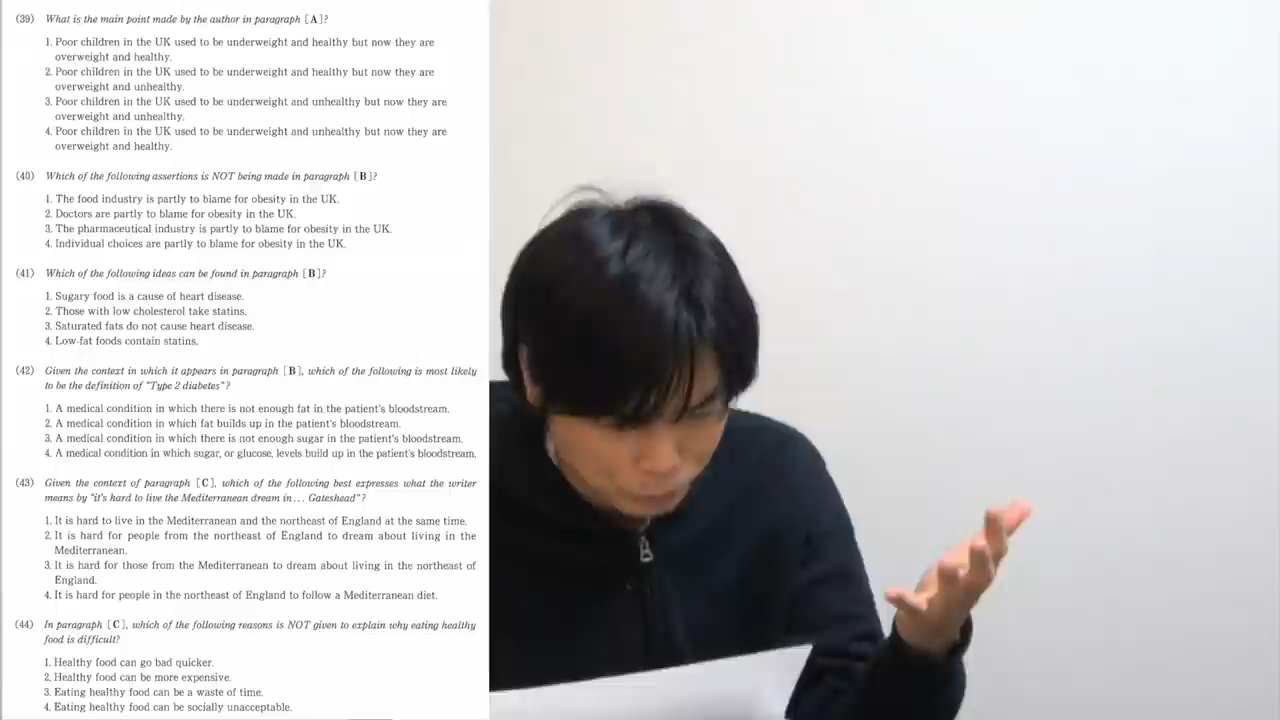 (39) What is the main point made by the author in paragraph [A]?
1. Poor children in the UK used to be underweight and healthy but now they are
overweight and healthy.
2. Poor children in the UK used to be underweight and healthy but now they are
overweight and unhealthy.
3. Poor children in the UK used to be underweight and unhealthy but now they are
overweight and unhealthy.
4. Poor children in the UK used to be underweight and unhealthy but now they are
overweight and healthy.
(40) Which of the following assertions is NOT being made in paragraph [B]?
1. The food industry is partly to blame for obesity in the UK.
2. Doctors are partly to blame for obesity in the UK.
3. The pharmaceutical industry is partly to blame for obesity in the UK.
4. Individual choices are partly to blame for obesity in the UK.
(41) Which of the following ideas can be found in paragraph [B]?
1. Sugary food is a cause of heart disease.
2. Those with low cholesterol take statins.
3. Saturated fats do not cause heart disease.
4. Low-fat foods contain statins.
(42) Given the context in which it appears in paragraph [B], which of the following is most likely
to be the definition of "Type 2 diabetes"?
1. A medical condition in which there is not enough fat in the patient's bloodstream.
2. A medical condition in which fat builds up in the patient's bloodstream.
3. A medical condition in which there is not enough sugar in the patient's bloodstream.
4. A medical condition in which sugar, or glucose, levels build up in the patient's bloodstream.
(43) Given the context of paragraph [C], which of the following best expresses what the writer
means by "it's hard to live the Mediterranean dream in... Gateshead"?
1. It is hard to live in the Mediterranean and the northeast of England at the same time.
2. It is hard for people from the northeast of England to dream about living in the
Mediterranean.
3. It is hard for those from the Mediterranean to dream about living in the northeast of
England.
4. It is hard for people in the northeast of England to follow a Mediterranean diet.
(44) In paragraph [C], which of the following reasons is NOT given to explain why eating healthy
food is difficult?
1. Healthy food can go bad quicker.
2. Healthy food can be more expensive.
3. Eating healthy food can be a waste of time.
4. Eating healthy food can be socially unacceptable.